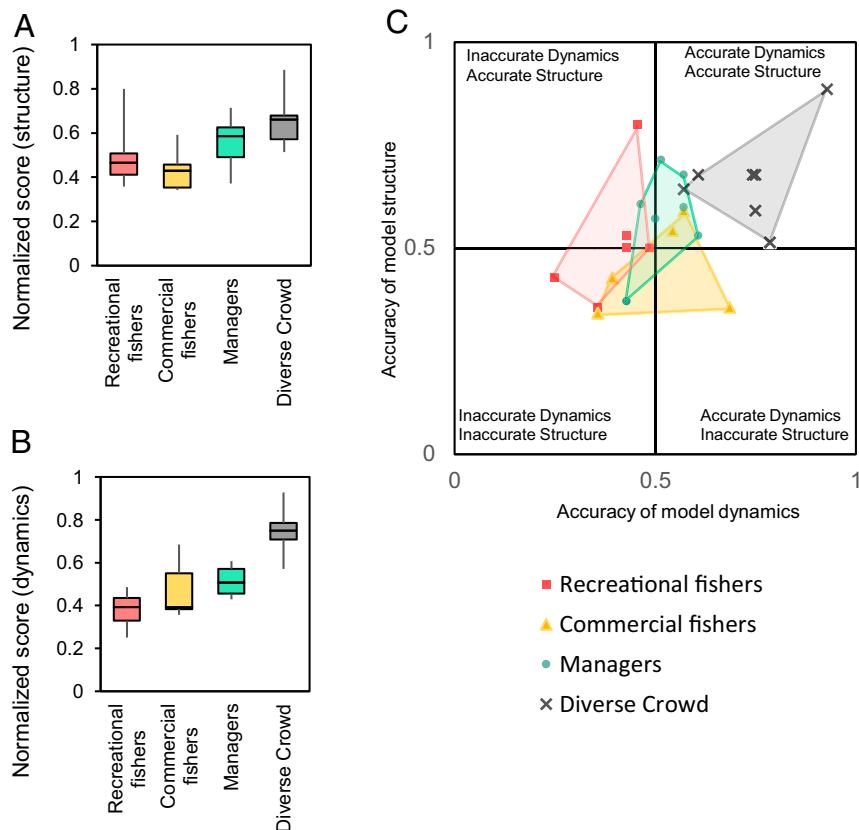 A
Normalized score (structure)
1
0.8
0.6
0.4
0.2
0
Recreational
fishers
Commercial
fishers
Managers
Diverse Crowd
B
Normalized score (dynamics)
1
0.8
0.6
0.4
0.2
0
Recreational
fishers
Commercial
fishers
Managers
Diverse Crowd
C
Accuracy of model structure
1
0.5
0
Inaccurate Dynamics
Accurate Structure
Accurate Dynamics
Accurate Structure
Inaccurate Dynamics
Inaccurate Structure
Accurate Dynamics
Inaccurate Structure
0
0.5
1
Accuracy of model dynamics
Recreational fishers
Commercial fishers
Managers
Diverse Crowd